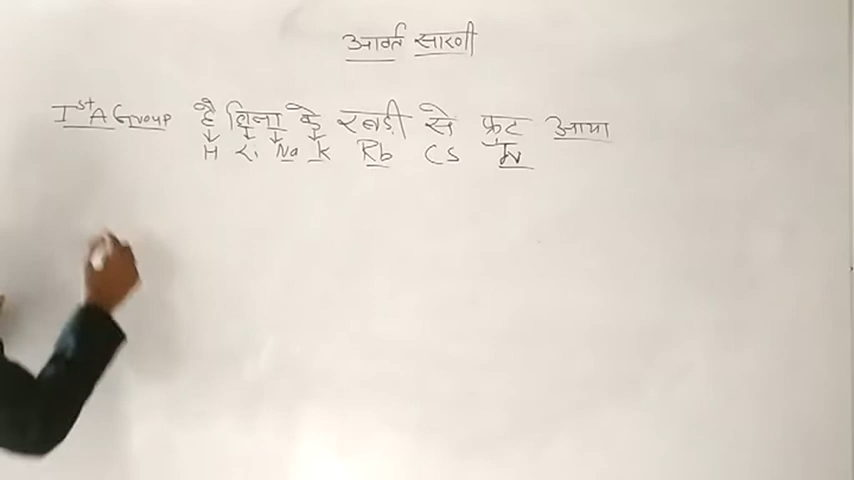 आवर्त सारणी
Ist A Group है लिना के रबड़ी से फ्रट आया
H Li Na K Rb Cs Fr